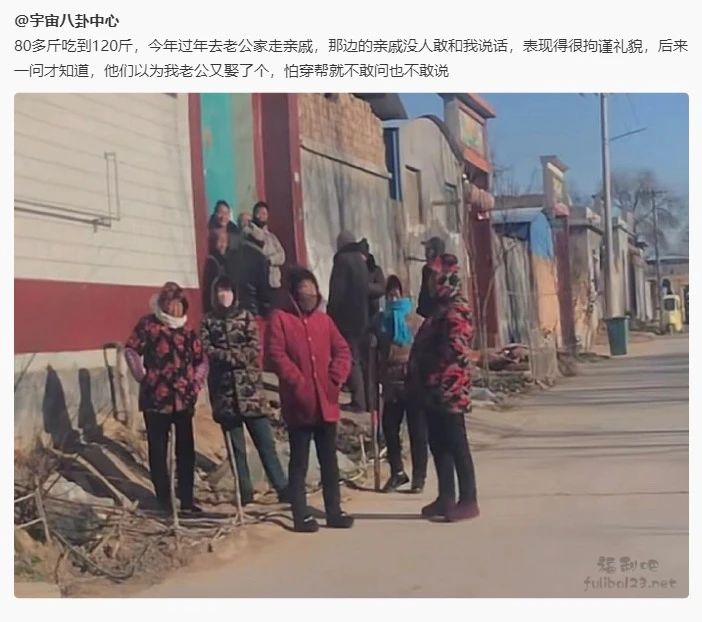 @宇宙八卦中心
80多斤吃到120斤，今年过年去老公家走亲戚，那边的亲戚没人敢和我说话，表现得很拘谨礼貌，后来
一问才知道，他们以为我老公又娶了个，怕穿帮就不敢问也不敢说
福利吧
fuliba123.net